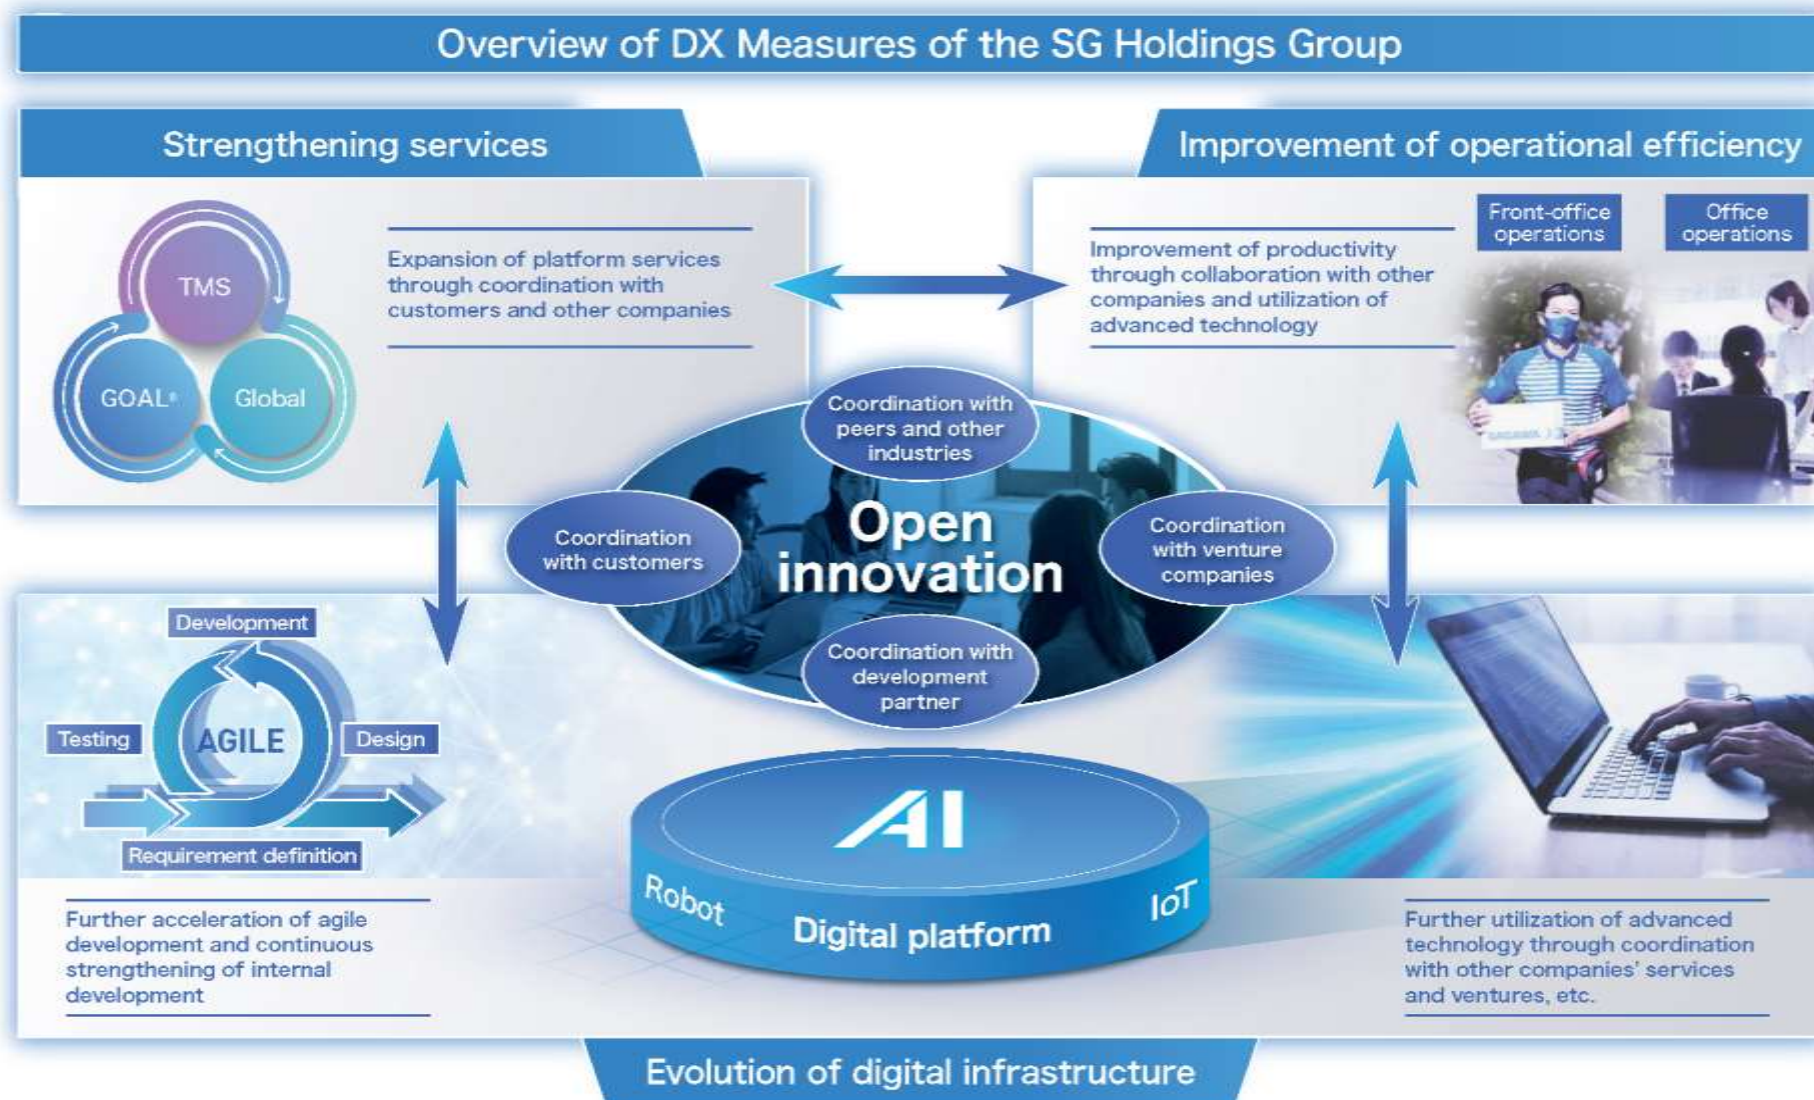 Overview of DX Measures of the SG Holdings Group
Strengthening services
TMS
GOAL®
Global
Expansion of platform services
through coordination with
customers and other companies
Improvement of operational efficiency
Improvement of productivity
through collaboration with other
companies and utilization of
advanced technology
Front-office
operations
Office
operations
Coordination with
peers and other
industries
Coordination
with customers
Open
innovation
Coordination
with venture
companies
Coordination with
development
partner
Development
Testing
AGILE
Design
Requirement definition
Further acceleration of agile
development and continuous
strengthening of internal
development
AI
Robot
Digital platform
IoT
Further utilization of advanced
technology through coordination
with other companies' services
and ventures, etc.
Evolution of digital infrastructure